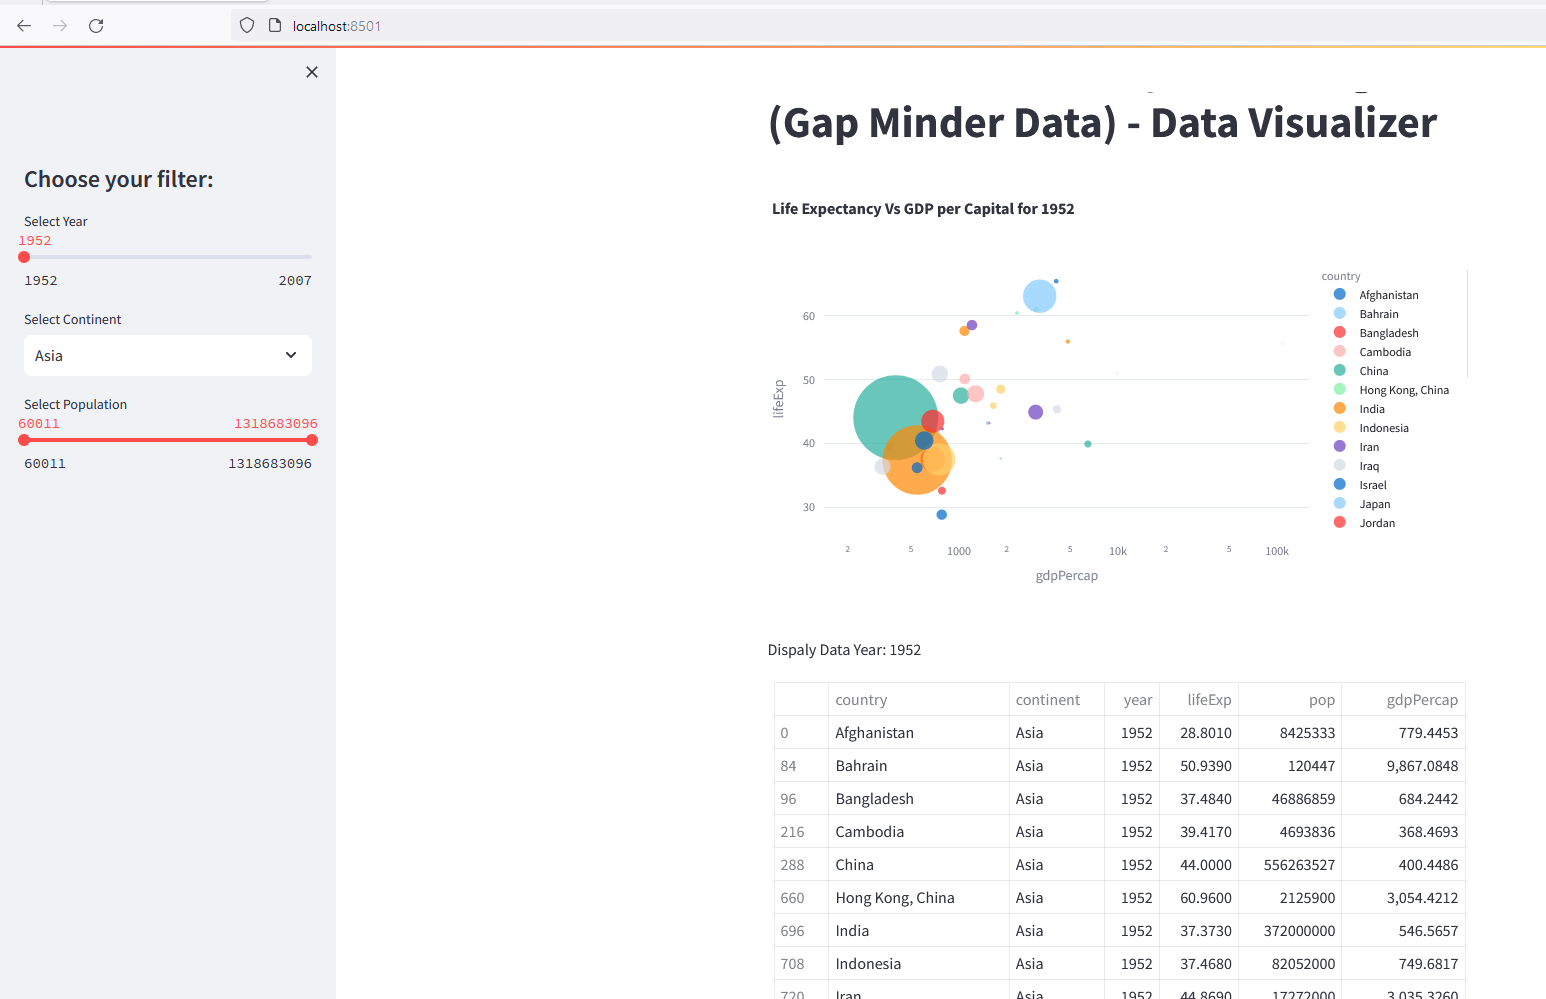 localhost:8501
Choose your filter:
Select Year
1952
1952 2007
Select Continent
Asia
Select Population
60011 1318683096
60011 1318683096
(Gap Minder Data) - Data Visualizer
Life Expectancy Vs GDP per Capital for 1952
lifeExp
60
50
40
30
2 5 1000 2 5 10k 2 5 100k
gdpPercap
country
Afghanistan
Bahrain
Bangladesh
Cambodia
China
Hong Kong, China
India
Indonesia
Iran
Iraq
Israel
Japan
Jordan
Dispaly Data Year: 1952
country continent year lifeExp pop gdpPercap
0 Afghanistan Asia 1952 28.8010 8425333 779.4453
84 Bahrain Asia 1952 50.9390 120447 9,867.0848
96 Bangladesh Asia 1952 37.4840 46886859 684.2442
216 Cambodia Asia 1952 39.4170 4693836 368.4693
288 China Asia 1952 44.0000 556263527 400.4486
660 Hong Kong, China Asia 1952 60.9600 2125900 3,054.4212
696 India Asia 1952 37.3730 372000000 546.5657
708 Indonesia Asia 1952 37.4680 82052000 749.6817
720 Iran Asia 1952 44.8690 17272000 3,035.3260